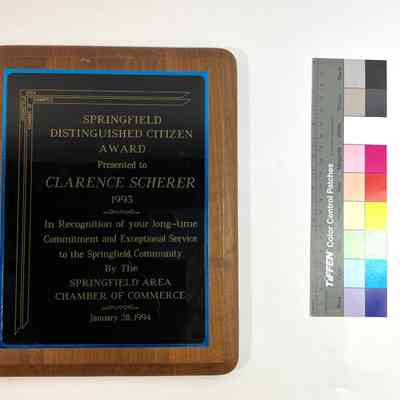 SPRINGFIELD
DISTINGUISHED CITIZEN
AWARD
Presented to
CLARENCE SCHERER
1993
In Recognition of your long-time
Commitment and Exceptional Service
to the Springfield Community
By The
SPRINGFIELD AREA
CHAMBER OF COMMERCE
January 28, 1994
TIFFEN Color Control Patches